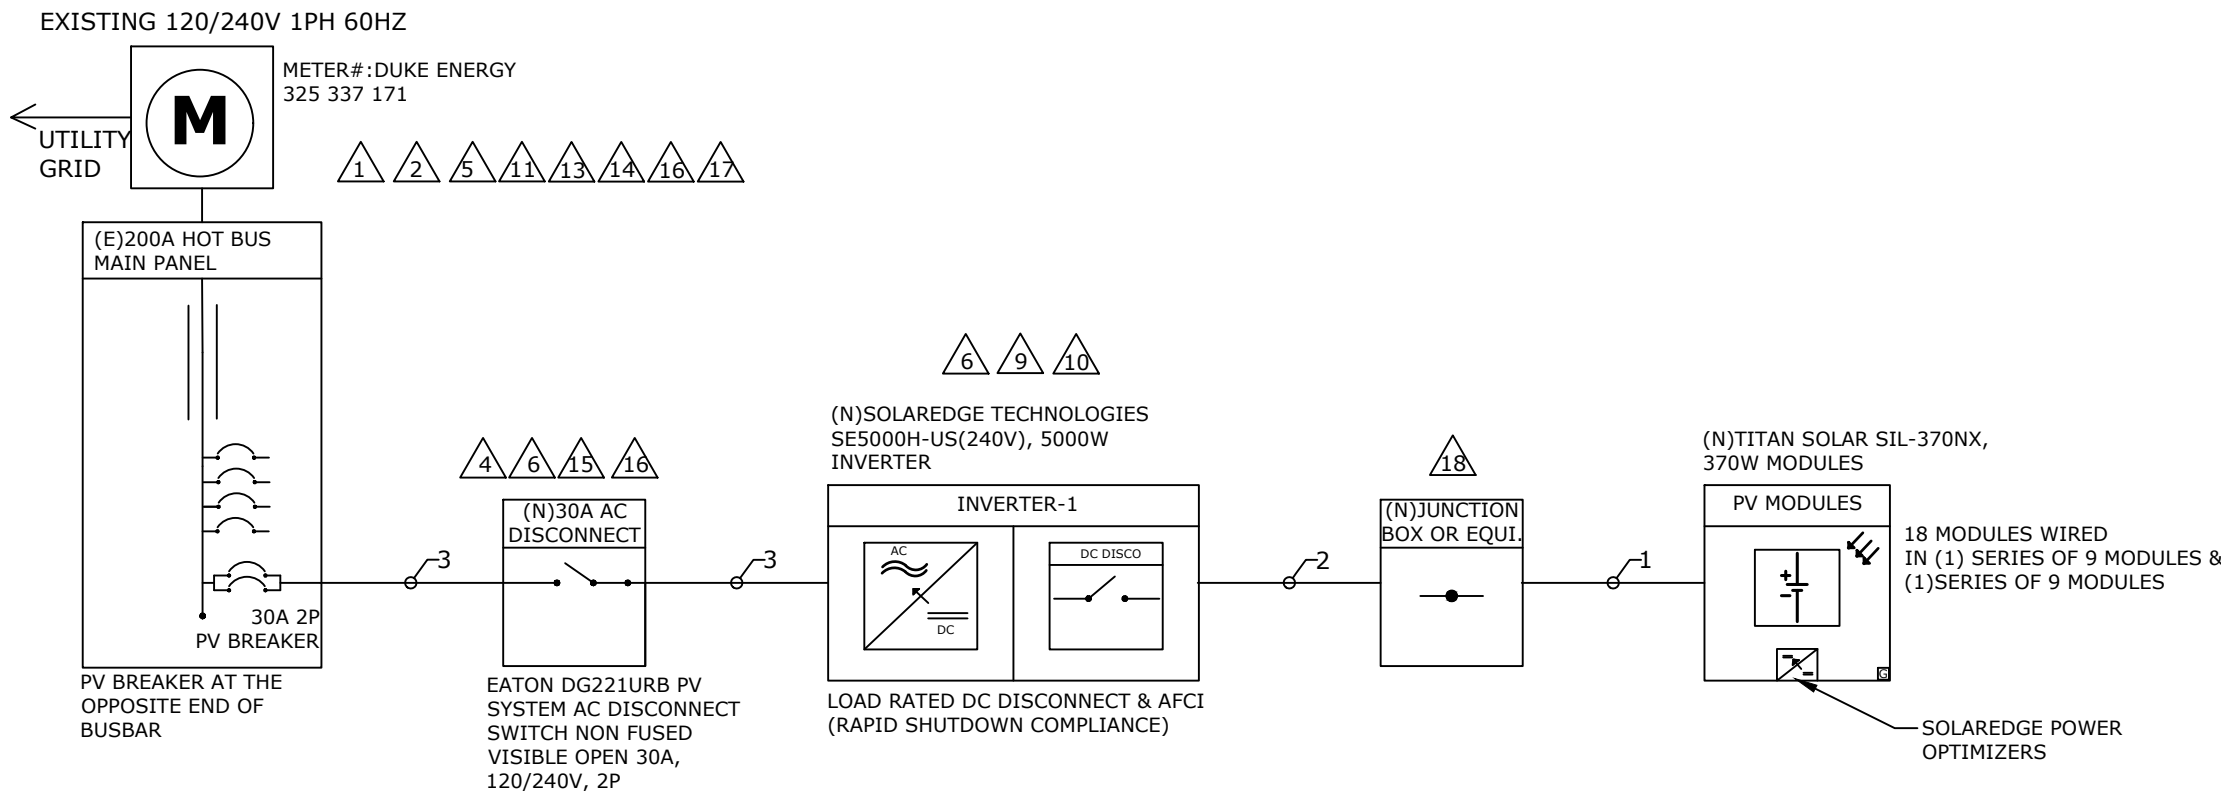 EXISTING 120/240V 1PH 60HZ
M
METER#:DUKE ENERGY
325 337 171
UTILITY
GRID
1 2 5 11 13 14 16 17
(E)200A HOT BUS
MAIN PANEL
30A 2P
PV BREAKER
PV BREAKER AT THE
OPPOSITE END OF
BUSBAR
3
4 6 15 16
(N)30A AC
DISCONNECT
EATON DG221URB PV
SYSTEM AC DISCONNECT
SWITCH NON FUSED
VISIBLE OPEN 30A,
120/240V, 2P
3
6 9 10
(N)SOLAREDGE TECHNOLOGIES
SE5000H-US(240V), 5000W
INVERTER
INVERTER-1
AC
DC
DC DISCO
LOAD RATED DC DISCONNECT & AFCI
(RAPID SHUTDOWN COMPLIANCE)
2
18
(N)JUNCTION
BOX OR EQUI.
1
(N)TITAN SOLAR SIL-370NX,
370W MODULES
PV MODULES
G
18 MODULES WIRED
IN (1) SERIES OF 9 MODULES &
(1)SERIES OF 9 MODULES
SOLAREDGE POWER
OPTIMIZERS